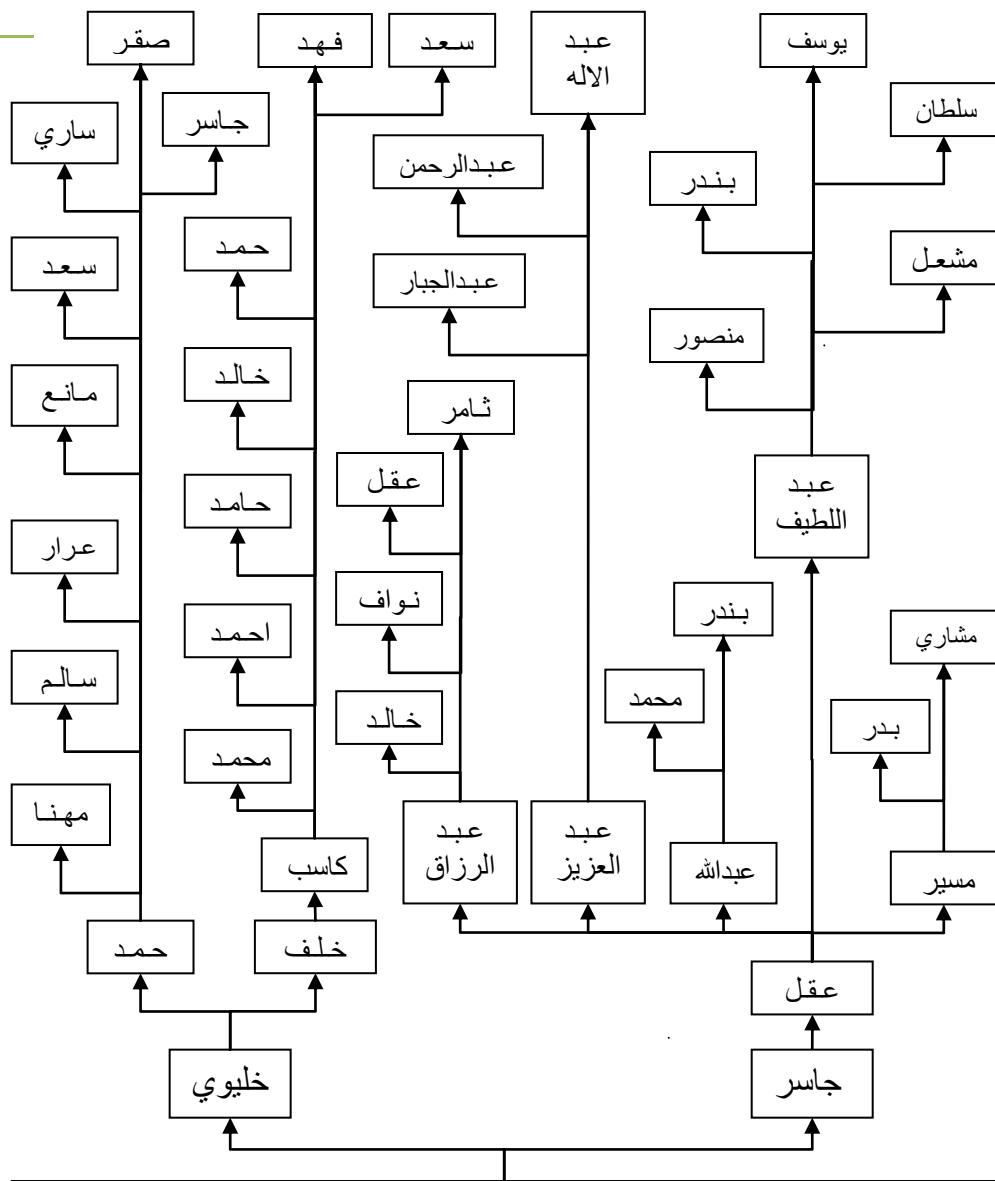 صقر
فهد
سعد
عبد
الاله
يوسف
سلطان
ساري
جاسر
عبدالرحمن
بندر
سعد
حمد
عبدالجبار
مشعل
منصور
مانع
خالد
ثامر
عقل
حامد
عبد
اللطيف
عرار
نواف
احمد
بندر
مشاري
سالم
خالد
محمد
بدر
محمد
مهنا
كاسب
عبد
الرزاق
عبد
العزيز
عبدالله
مسير
حمد
خلف
عقل
خليوي
جاسر